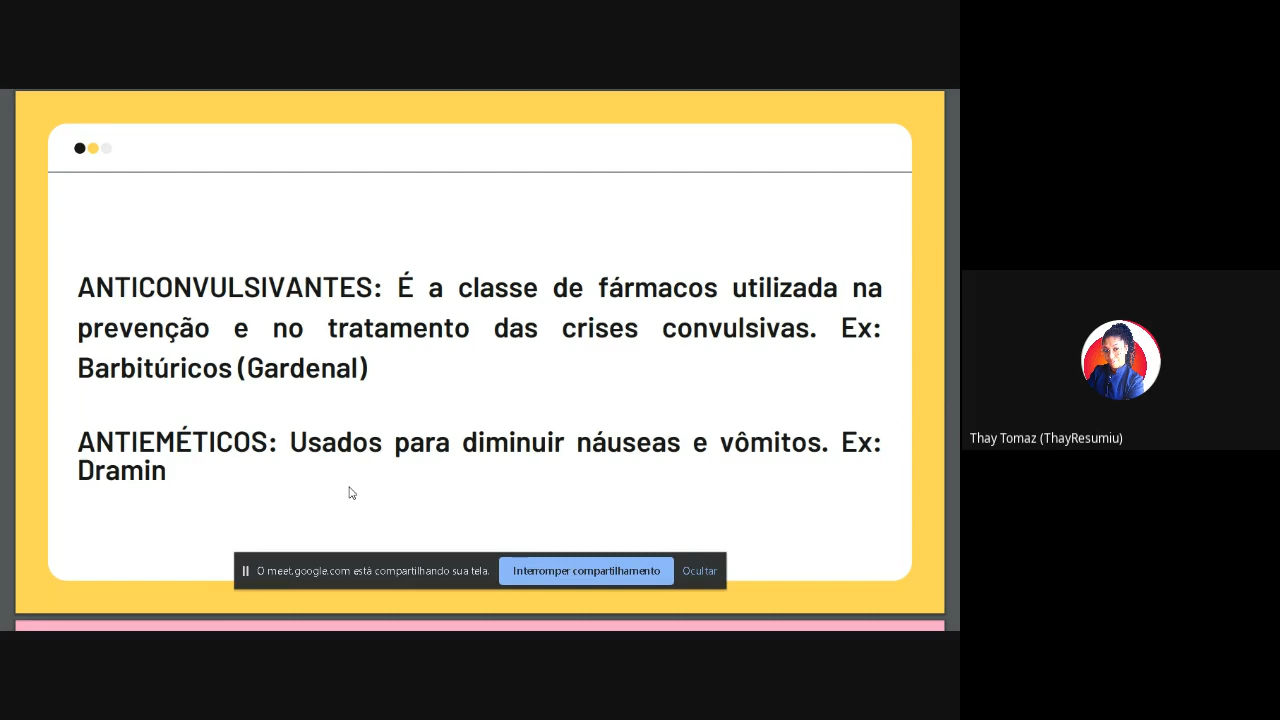 ANTICONVULSIVANTES: É a classe de fármacos utilizada na
prevenção e no tratamento das crises convulsivas. Ex:
Barbitúricos (Gardenal)
ANTIEMÉTICOS: Usados para diminuir náuseas e vômitos. Ex:
Dramin
O meet.google.com está compartilhando sua tela.
Interromper compartilhamento
Ocultar
Thay Tomaz (ThayResumiu)